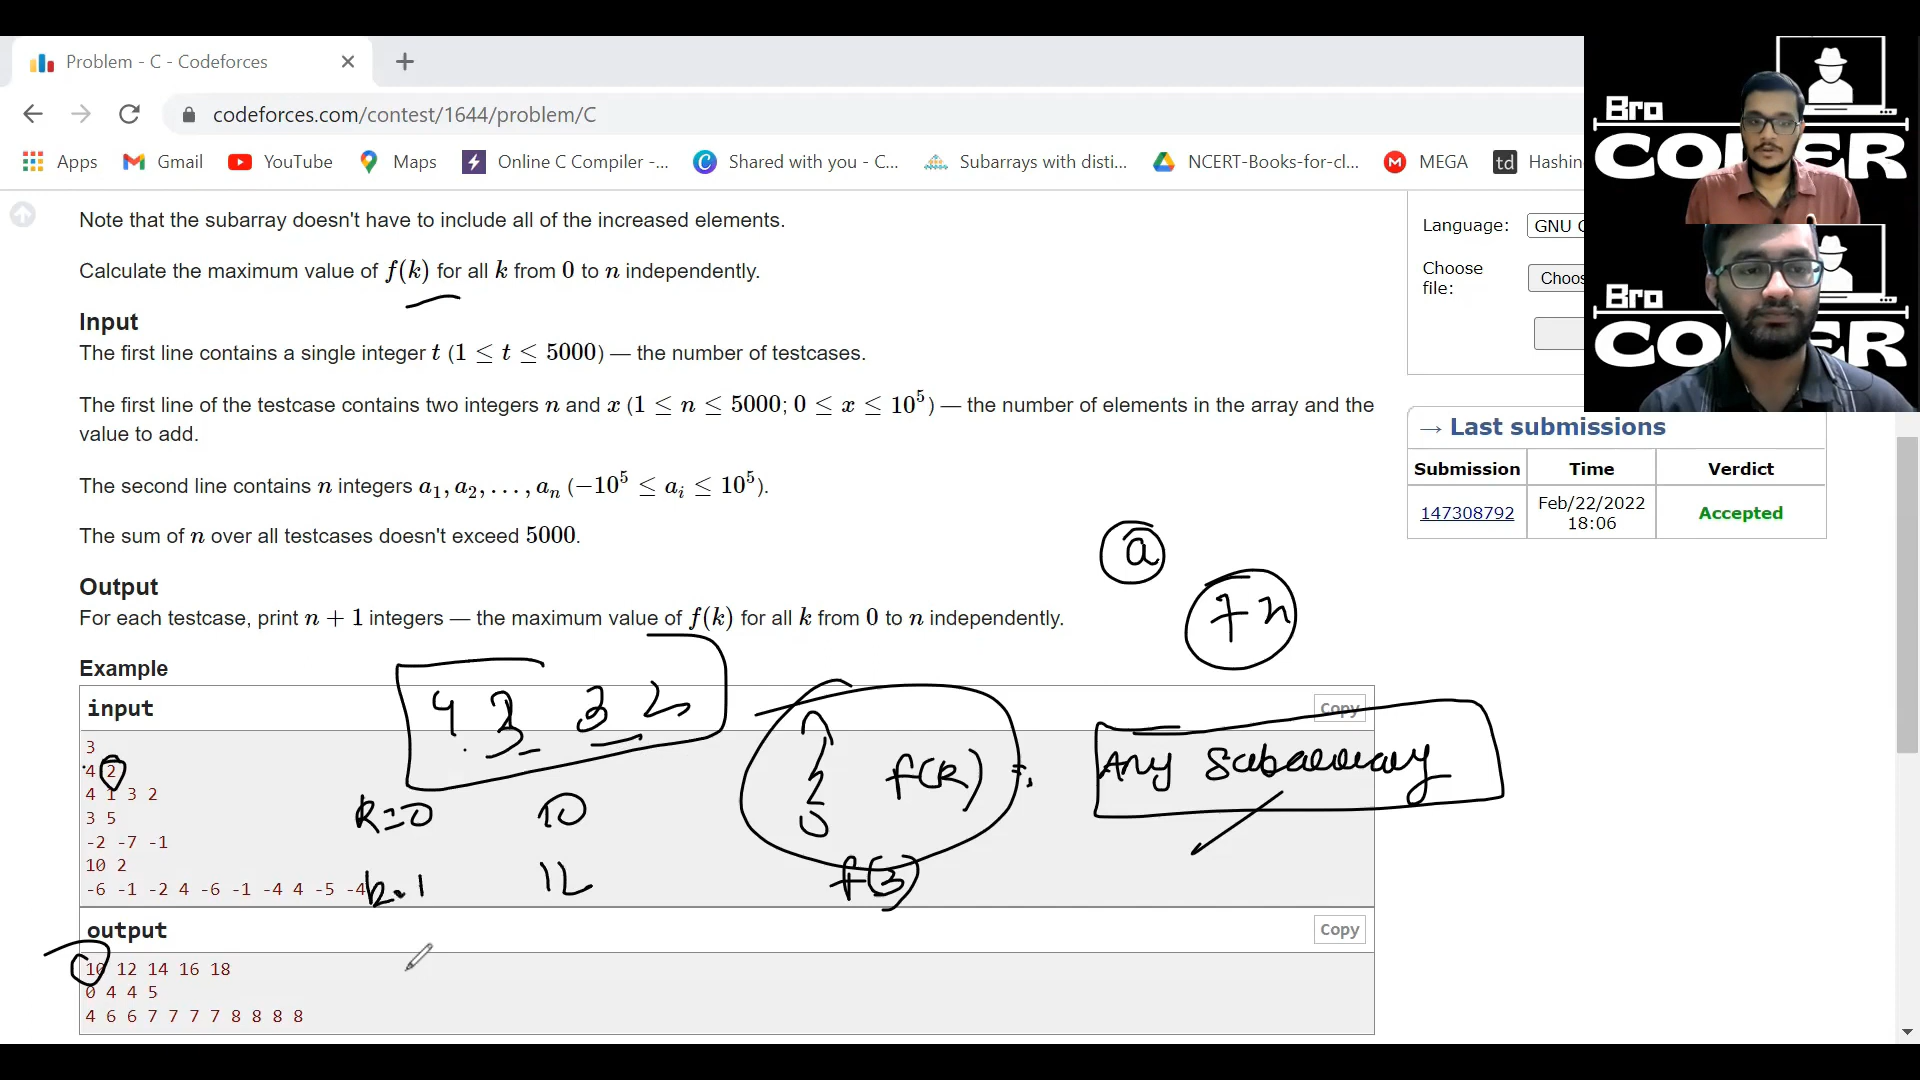 Problem - C - Codeforces
codeforces.com/contest/1644/problem/C
Apps Gmail YouTube Maps Online C Compiler -... Shared with you - C... Subarrays with disti... NCERT-Books-for-cl... MEGA td Hashin
Bro
CODER
Bro
CODER
Note that the subarray doesn't have to include all of the increased elements.
Calculate the maximum value of f(k) for all k from 0 to n independently.
Input
The first line contains a single integer t (1 ≤ t ≤ 5000) — the number of testcases.
The first line of the testcase contains two integers n and x (1 ≤ n ≤ 5000; 0 ≤ x ≤ 10^5) — the number of elements in the array and the
value to add.
The second line contains n integers a_1, a_2, . . . , a_n (−10^5 ≤ a_i ≤ 10^5).
The sum of n over all testcases doesn't exceed 5000.
Output
For each testcase, print n + 1 integers — the maximum value of f(k) for all k from 0 to n independently.
Example
input
Copy
3
4 2
4 1 3 2
3 5
-2 -7 -1
10 2
-6 -1 -2 4 -6 -1 -4 4 -5 -4
output
Copy
10 12 14 16 18
0 4 4 5
4 6 6 7 7 7 7 8 8 8 8
Language: GNU
Choose
file:
Choos
→ Last submissions
Submission Time Verdict
147308792 Feb/22/2022
18:06 Accepted
a
4 3 3 2
k=0 10
k=1 12
f(k) =
f(3)
Any Subarray